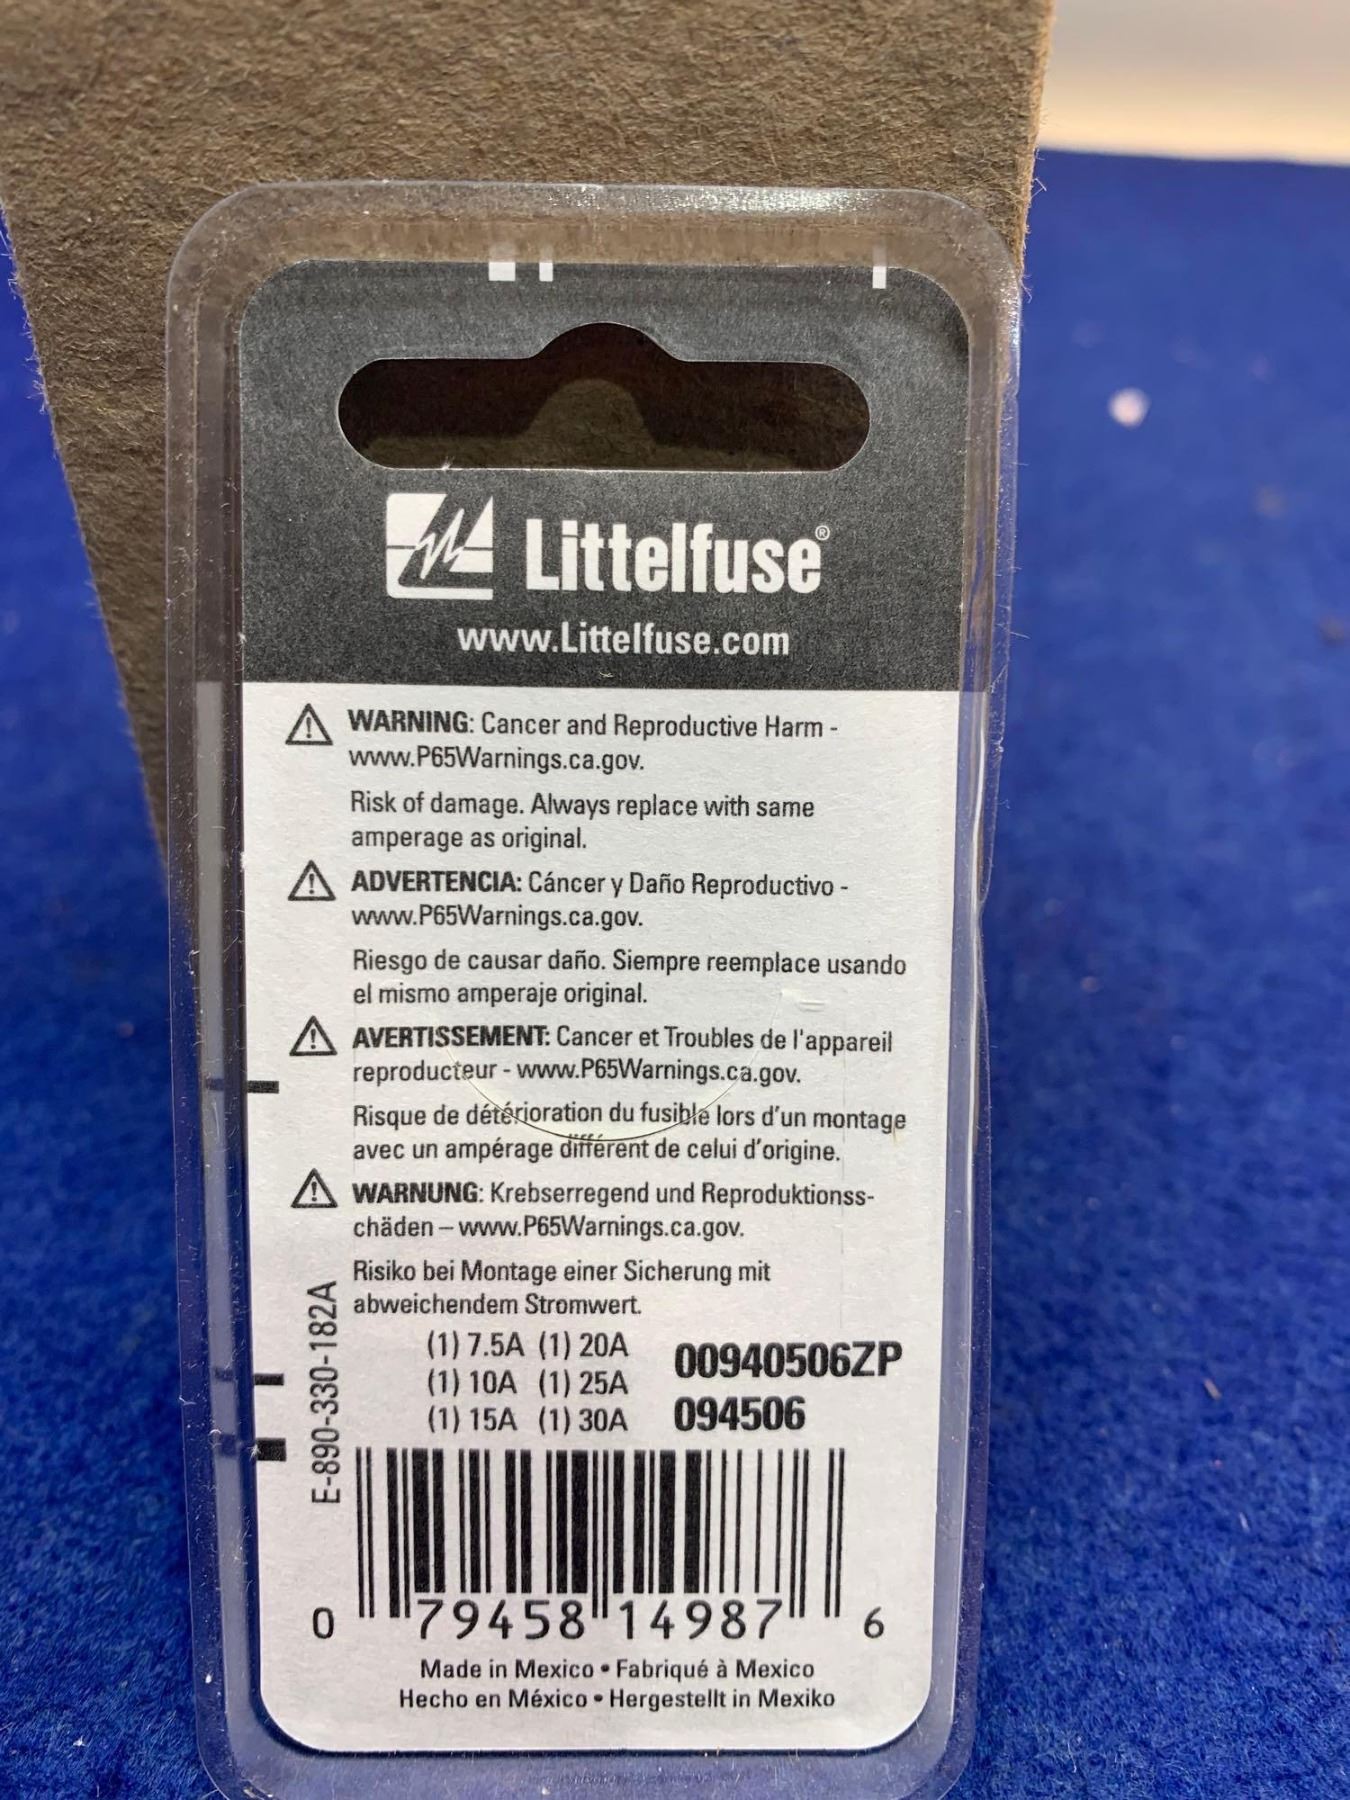 Littelfuse®
www.Littelfuse.com
WARNING: Cancer and Reproductive Harm -
www.P65Warnings.ca.gov.
Risk of damage. Always replace with same
amperage as original.
ADVERTENCIA: Cáncer y Daño Reproductivo -
www.P65Warnings.ca.gov.
Riesgo de causar daño. Siempre reemplace usando
el mismo amperaje original.
AVERTISSEMENT: Cancer et Troubles de l'appareil
reproducteur - www.P65Warnings.ca.gov.
Risque de détérioration du fusible lors d'un montage
avec un ampérage différent de celui d'origine.
WARNUNG: Krebserregend und Reproduktionss-
chäden – www.P65Warnings.ca.gov.
Risiko bei Montage einer Sicherung mit
abweichendem Stromwert.
E-890-330-182A
(1) 7.5A (1) 20A
(1) 10A (1) 25A
(1) 15A (1) 30A
00940506ZP
094506
0 79458 14987 6
Made in Mexico • Fabriqué à Mexico
Hecho en México • Hergestellt in Mexiko